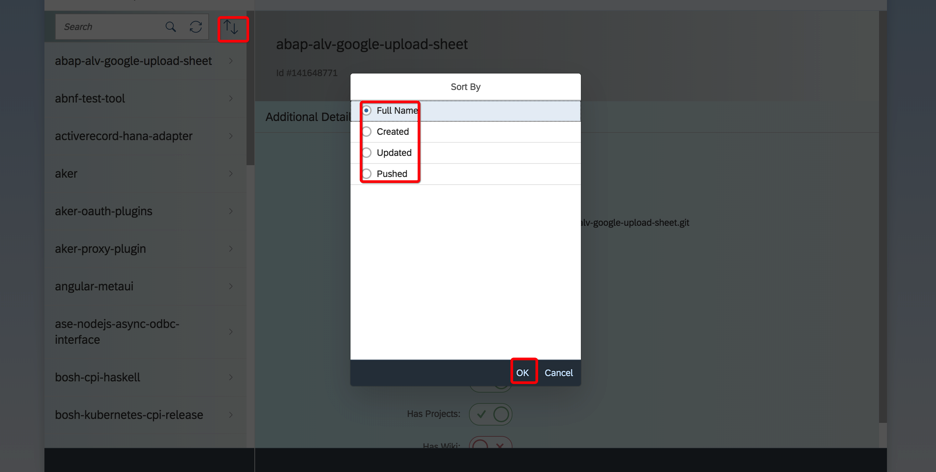 Search
abap-alv-google-upload-sheet
abnf-test-tool
activerecord-hana-adapter
aker
aker-oauth-plugins
aker-proxy-plugin
angular-metaui
ase-nodejs-async-odbc-
interface
bosh-cpi-haskell
bosh-kubernetes-cpi-release
abap-alv-google-upload-sheet
Id #141648771
Additional Detail
alv-google-upload-sheet.git
Has Projects:
Has Wiki:
Sort By
Full Name
Created
Updated
Pushed
OK
Cancel